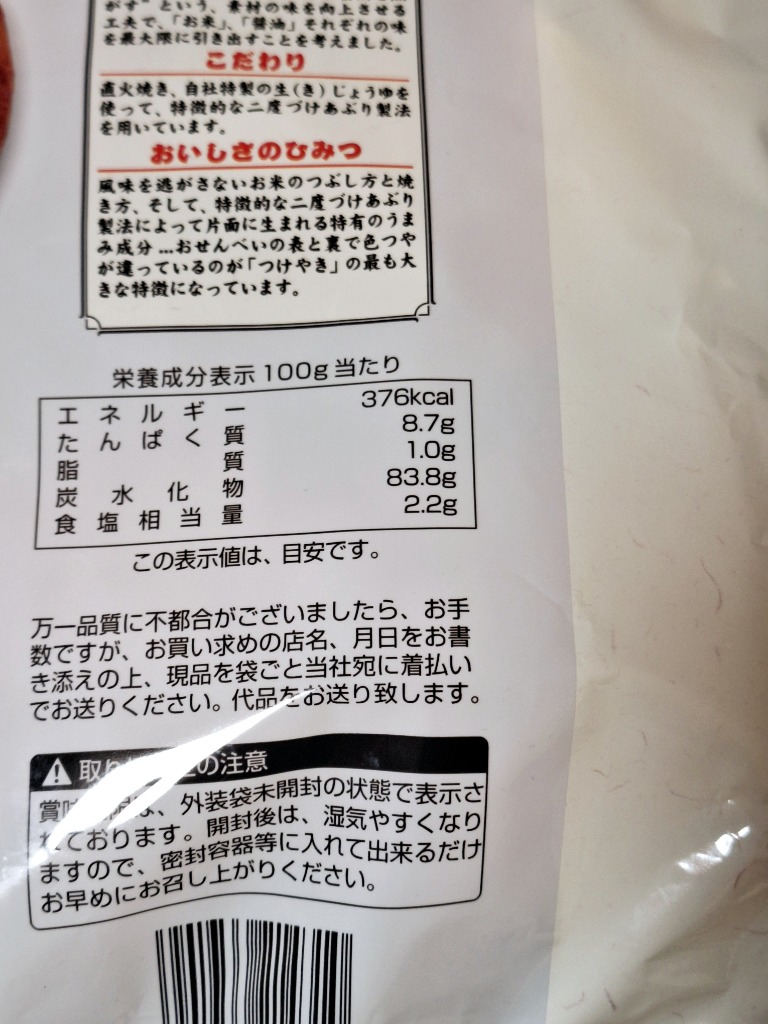 がす"という、素材の味を向上させる
工夫で、「お米」、「醤油」それぞれの味
を最大限に引き出すことを考えました。
こだわり
直火焼き、自社特製の生(き)じょうゆを
使って、特徴的な二度づけあぶり製法
を用いています。
おいしさのひみつ
風味を逃がさないお米のつぶし方と焼
き方、そして、特徴的な二度づけあぶり
製法によって片面に生まれる特有のうま
み成分…おせんべいの表と裏で色つや
が違っているのが「つけやき」の最も大
きな特徴になっています。
栄養成分表示100g当たり
エネルギー 376kcal
たんぱく質 8.7g
脂質 1.0g
炭水化物 83.8g
食塩相当量 2.2g
この表示値は、目安です。
万一品質に不都合がございましたら、お手
数ですが、お買い求めの店名、月日をお書
き添えの上、現品を袋ごと当社宛に着払い
でお送りください。代品をお送り致します。
取り 上の注意
賞味 限は、外装袋未開封の状態で表示さ
れております。開封後は、湿気やすくなり
ますので、密封容器等に入れて出来るだけ
お早めにお召し上がりください。